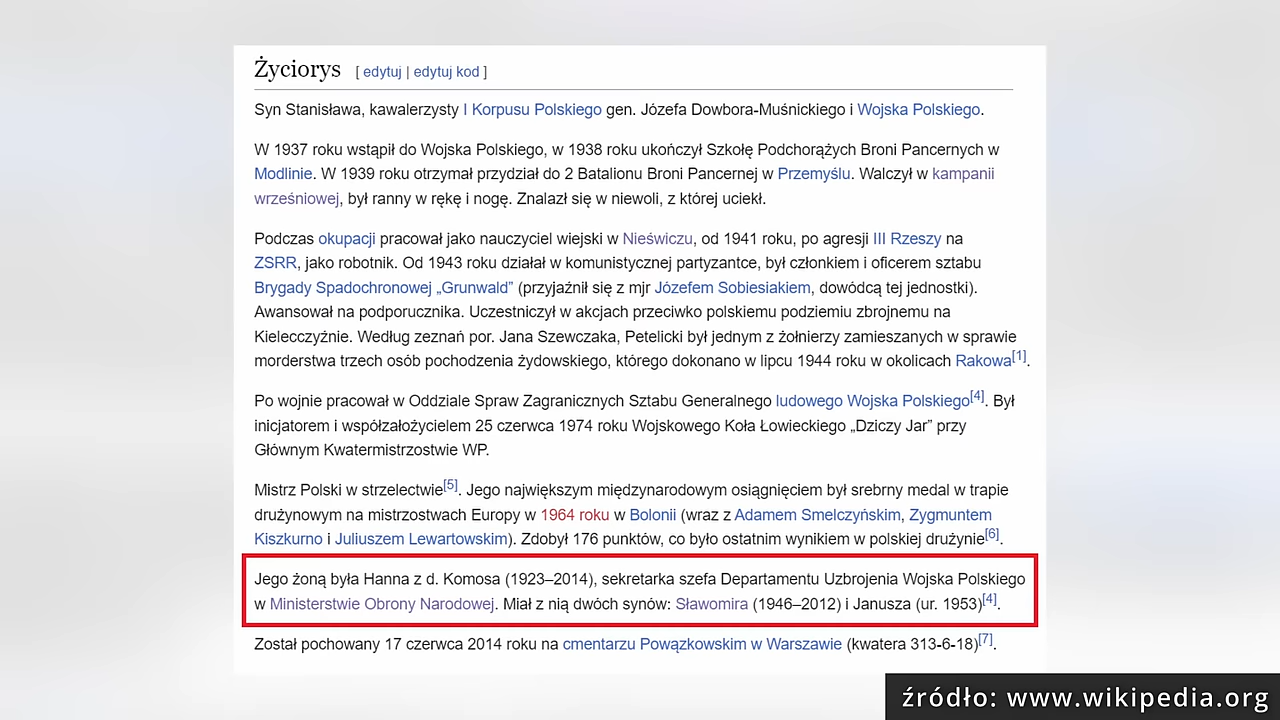 Życiorys [ edytuj | edytuj kod ]
Syn Stanisława, kawalerzysty I Korpusu Polskiego gen. Józefa Dowbora-Muśnickiego i Wojska Polskiego.
W 1937 roku wstąpił do Wojska Polskiego, w 1938 roku ukończył Szkołę Podchorążych Broni Pancernych w
Modlinie. W 1939 roku otrzymał przydział do 2 Batalionu Broni Pancernej w Przemyślu. Walczył w kampanii
wrześniowej, był ranny w rękę i nogę. Znalazł się w niewoli, z której uciekł.
Podczas okupacji pracował jako nauczyciel wiejski w Nieświczu, od 1941 roku, po agresji III Rzeszy na
ZSRR, jako robotnik. Od 1943 roku działał w komunistycznej partyzantce, był członkiem i oficerem sztabu
Brygady Spadochronowej „Grunwald” (przyjaźnił się z mjr Józefem Sobiesiakiem, dowódcą tej jednostki).
Awansował na podporucznika. Uczestniczył w akcjach przeciwko polskiemu podziemiu zbrojnemu na
Kielecczyźnie. Według zeznań por. Jana Szewczaka, Petelicki był jednym z żołnierzy zamieszanych w sprawie
morderstwa trzech osób pochodzenia żydowskiego, którego dokonano w lipcu 1944 roku w okolicach Rakowa[1].
Po wojnie pracował w Oddziale Spraw Zagranicznych Sztabu Generalnego ludowego Wojska Polskiego[4]. Był
inicjatorem i współzałożycielem 25 czerwca 1974 roku Wojskowego Koła Łowieckiego „Dziczy Jar” przy
Głównym Kwatermistrzostwie WP.
Mistrz Polski w strzelectwie[5]. Jego największym międzynarodowym osiągnięciem był srebrny medal w trapie
drużynowym na mistrzostwach Europy w 1964 roku w Bolonii (wraz z Adamem Smelczyńskim, Zygmuntem
Kiszkurno i Juliuszem Lewartowskim). Zdobył 176 punktów, co było ostatnim wynikiem w polskiej drużynie[6].
Jego żoną była Hanna z d. Komosa (1923–2014), sekretarka szefa Departamentu Uzbrojenia Wojska Polskiego
w Ministerstwie Obrony Narodowej. Miał z nią dwóch synów: Sławomira (1946–2012) i Janusza (ur. 1953)[4].
Został pochowany 17 czerwca 2014 roku na cmentarzu Powązkowskim w Warszawie (kwatera 313-6-18)[7].
źródło: www.wikipedia.org